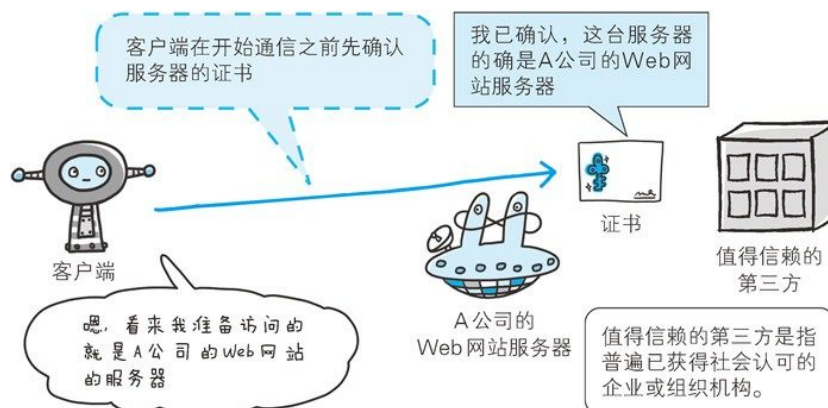 客户端在开始通信之前先确认
服务器的证书
我已确认，这台服务器
的确是A公司的Web网
站服务器
证书
客户端
值得信赖的
第三方
嗯，看来我准备访问的
就是A公司的Web网站
的服务器
A公司的
Web网站服务器
值得信赖的第三方是指
普遍已获得社会认可的
企业或组织机构。